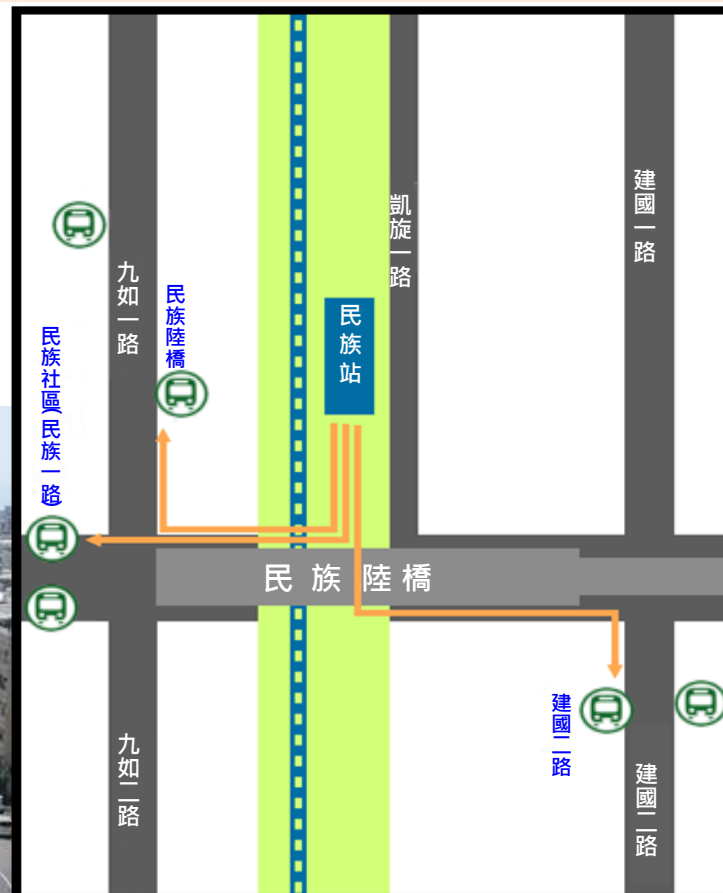 建國一路
凱旋一路
九如一路
民族陸橋
民族站
民族社區(民族一路)
民族陸橋
建國二路
九如二路
建國二路